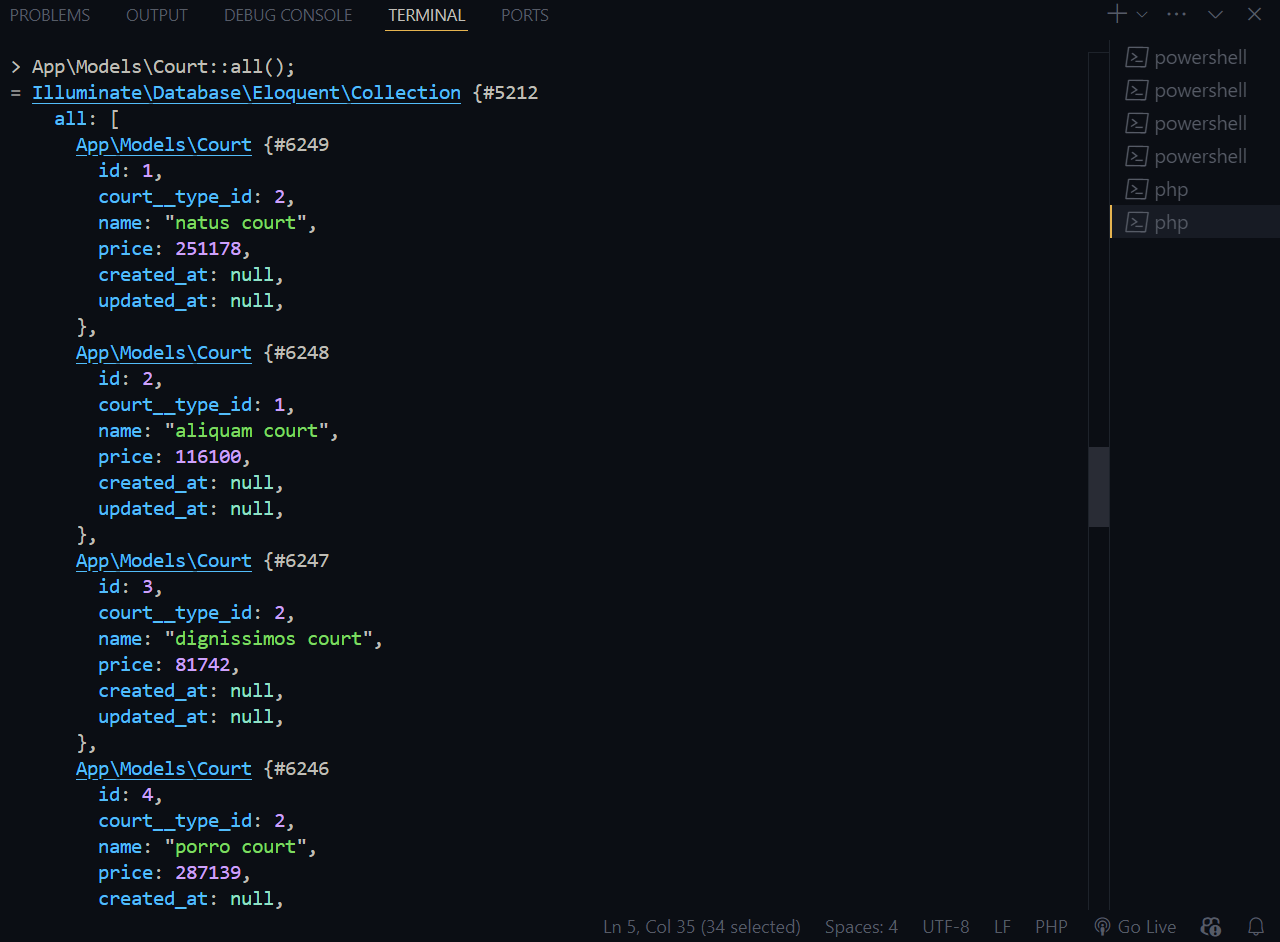 PROBLEMS OUTPUT DEBUG CONSOLE TERMINAL PORTS
> App\Models\Court::all();
= Illuminate\Database\Eloquent\Collection {#5212
all: [
App\Models\Court {#6249
id: 1,
court__type_id: 2,
name: "natus court",
price: 251178,
created_at: null,
updated_at: null,
},
App\Models\Court {#6248
id: 2,
court__type_id: 1,
name: "aliquam court",
price: 116100,
created_at: null,
updated_at: null,
},
App\Models\Court {#6247
id: 3,
court__type_id: 2,
name: "dignissimos court",
price: 81742,
created_at: null,
updated_at: null,
},
App\Models\Court {#6246
id: 4,
court__type_id: 2,
name: "porro court",
price: 287139,
created_at: null,
powershell
powershell
powershell
powershell
php
php
Ln 5, Col 35 (34 selected) Spaces: 4 UTF-8 LF PHP Go Live